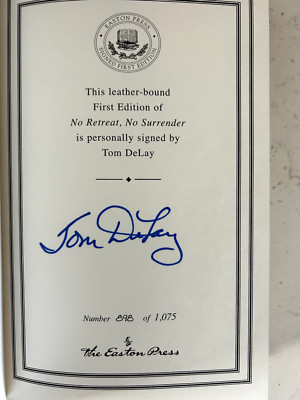 EASTON PRESS
SIGNED FIRST EDITION
This leather-bound
First Edition of
No Retreat, No Surrender
is personally signed by
Tom DeLay
Tom DeLay
Number 898 of 1,075
The Easton Press